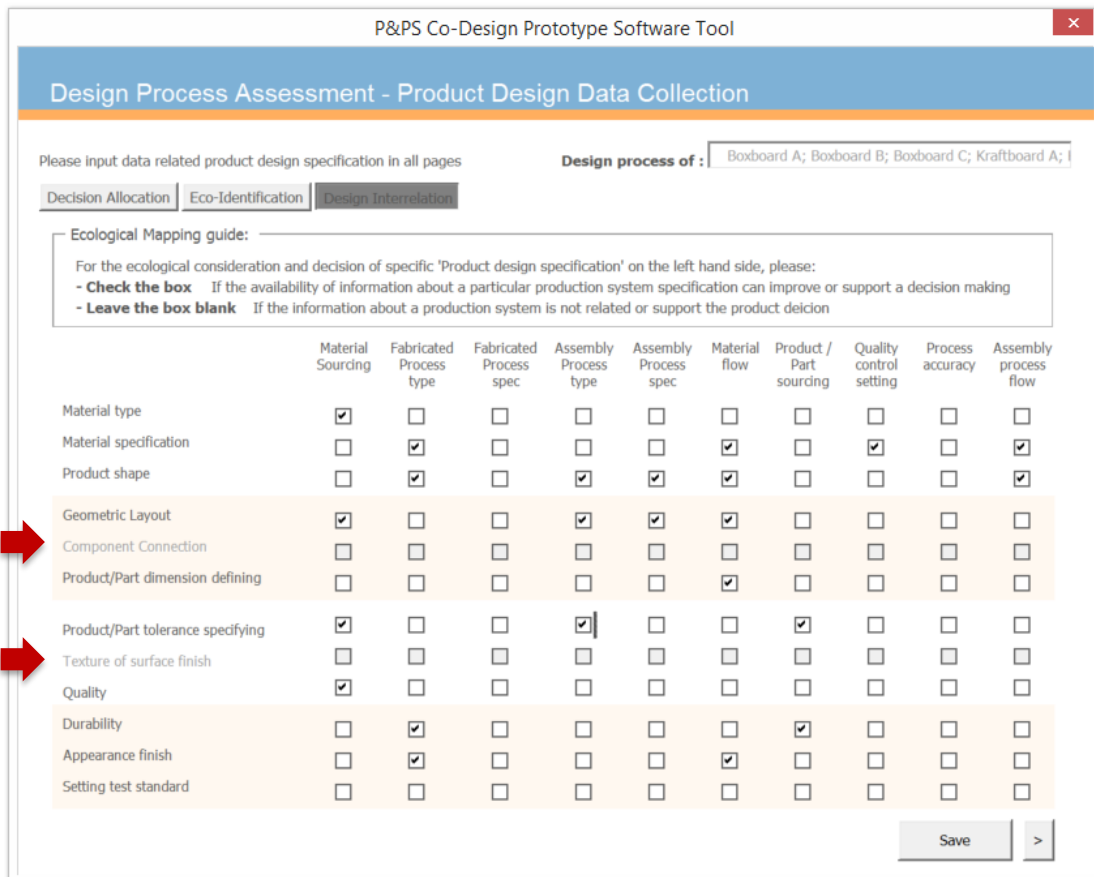 P&PS Co-Design Prototype Software Tool
Design Process Assessment - Product Design Data Collection
Please input data related product design specification in all pages
Design process of : Boxboard A; Boxboard B; Boxboard C; Kraftboard A;
Decision Allocation Eco-Identification Design Interrelation
Ecological Mapping guide:
For the ecological consideration and decision of specific 'Product design specification' on the left hand side, please:
- Check the box If the availability of information about a particular production system specification can improve or support a decision making
- Leave the box blank If the information about a production system is not related or support the product deicion
Material Fabricated Fabricated Assembly Assembly Material Product / Quality Process Assembly
Sourcing Process Process Process Process flow Part control accuracy process
type spec type spec sourcing setting flow
Material type
Material specification
Product shape
Geometric Layout
Component Connection
Product/Part dimension defining
Product/Part tolerance specifying
Texture of surface finish
Quality
Durability
Appearance finish
Setting test standard
Save >